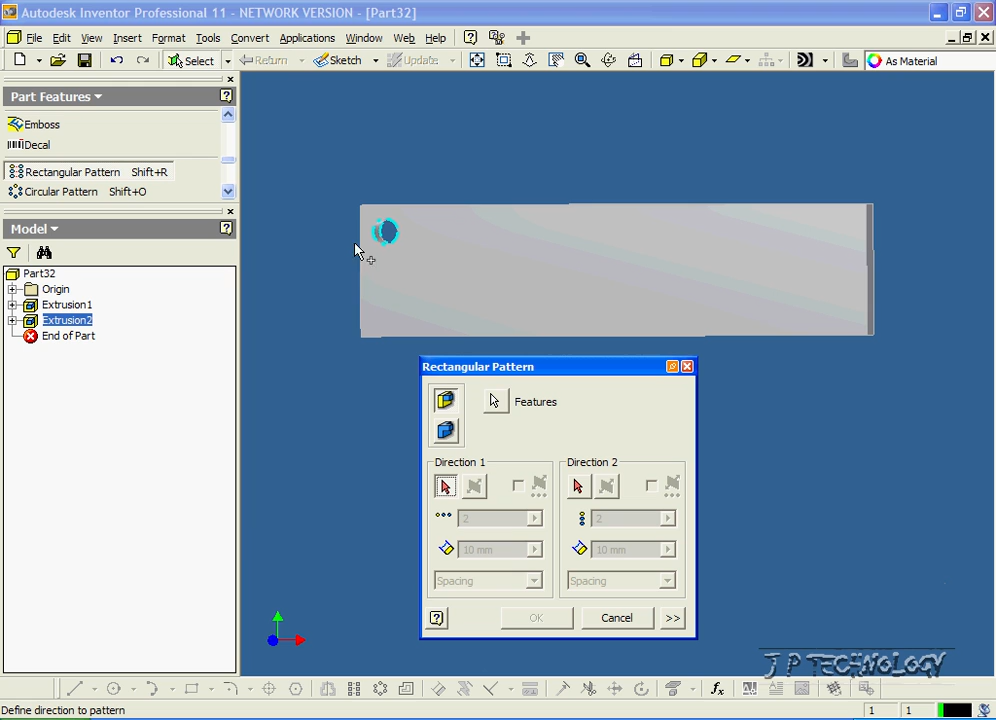 Autodesk Inventor Professional 11 - NETWORK VERSION - [Part32]
File Edit View Insert Format Tools Convert Applications Window Web Help
Select Return Sketch Update As Material
Part Features
Emboss
Decal
Rectangular Pattern Shift+R
Circular Pattern Shift+O
Model
Part32
Origin
Extrusion1
Extrusion2
End of Part
Rectangular Pattern
Features
Direction 1 Direction 2
2 2
10 mm 10 mm
Spacing Spacing
OK Cancel >>
J P TECHNOLOGY
Define direction to pattern 1 1